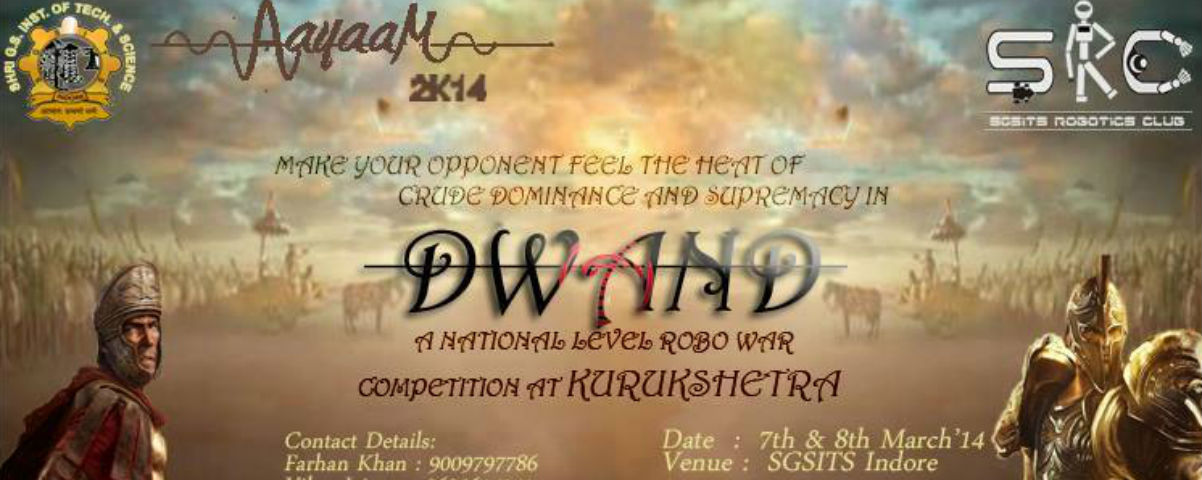 SHRI G.S. INST. OF TECH. & SCIENCE
AayaaM
2K14
SRC
SGSITS ROBOTICS CLUB
MAKE YOUR OPPONENT FEEL THE HEAT OF
CRUDE DOMINANCE AND SUPREMACY IN
DWAND
A NATIONAL LEVEL ROBO WAR
COMPETITION AT KURUKSHETRA
Contact Details:
Farhan Khan : 9009797786
Date : 7th & 8th March'14
Venue : SGSITS Indore